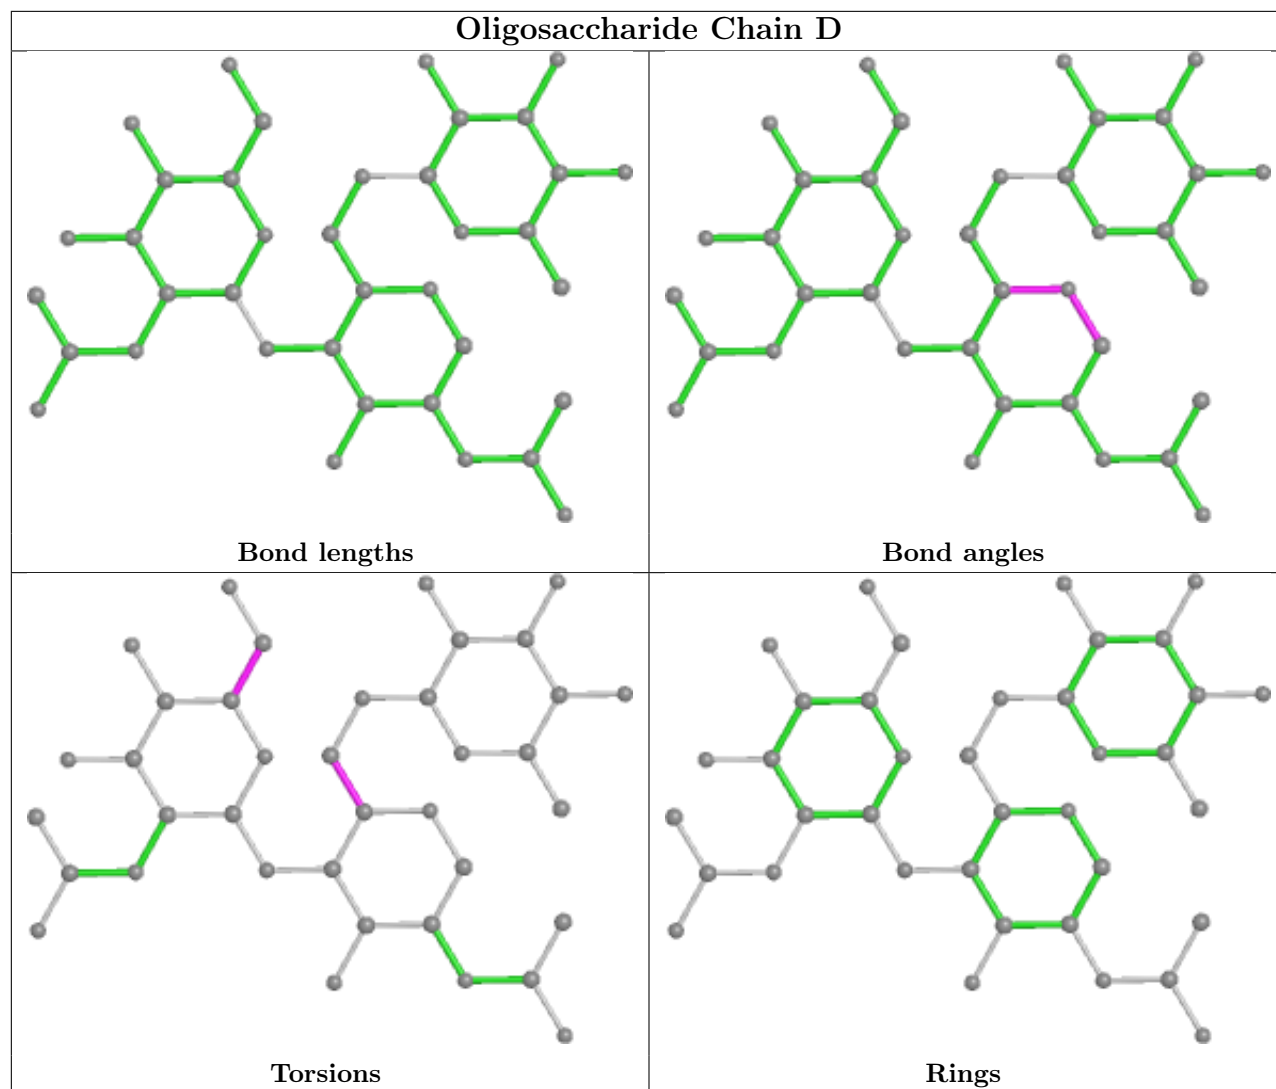 Oligosaccharide Chain D
Bond lengths
Bond angles
Torsions
Rings